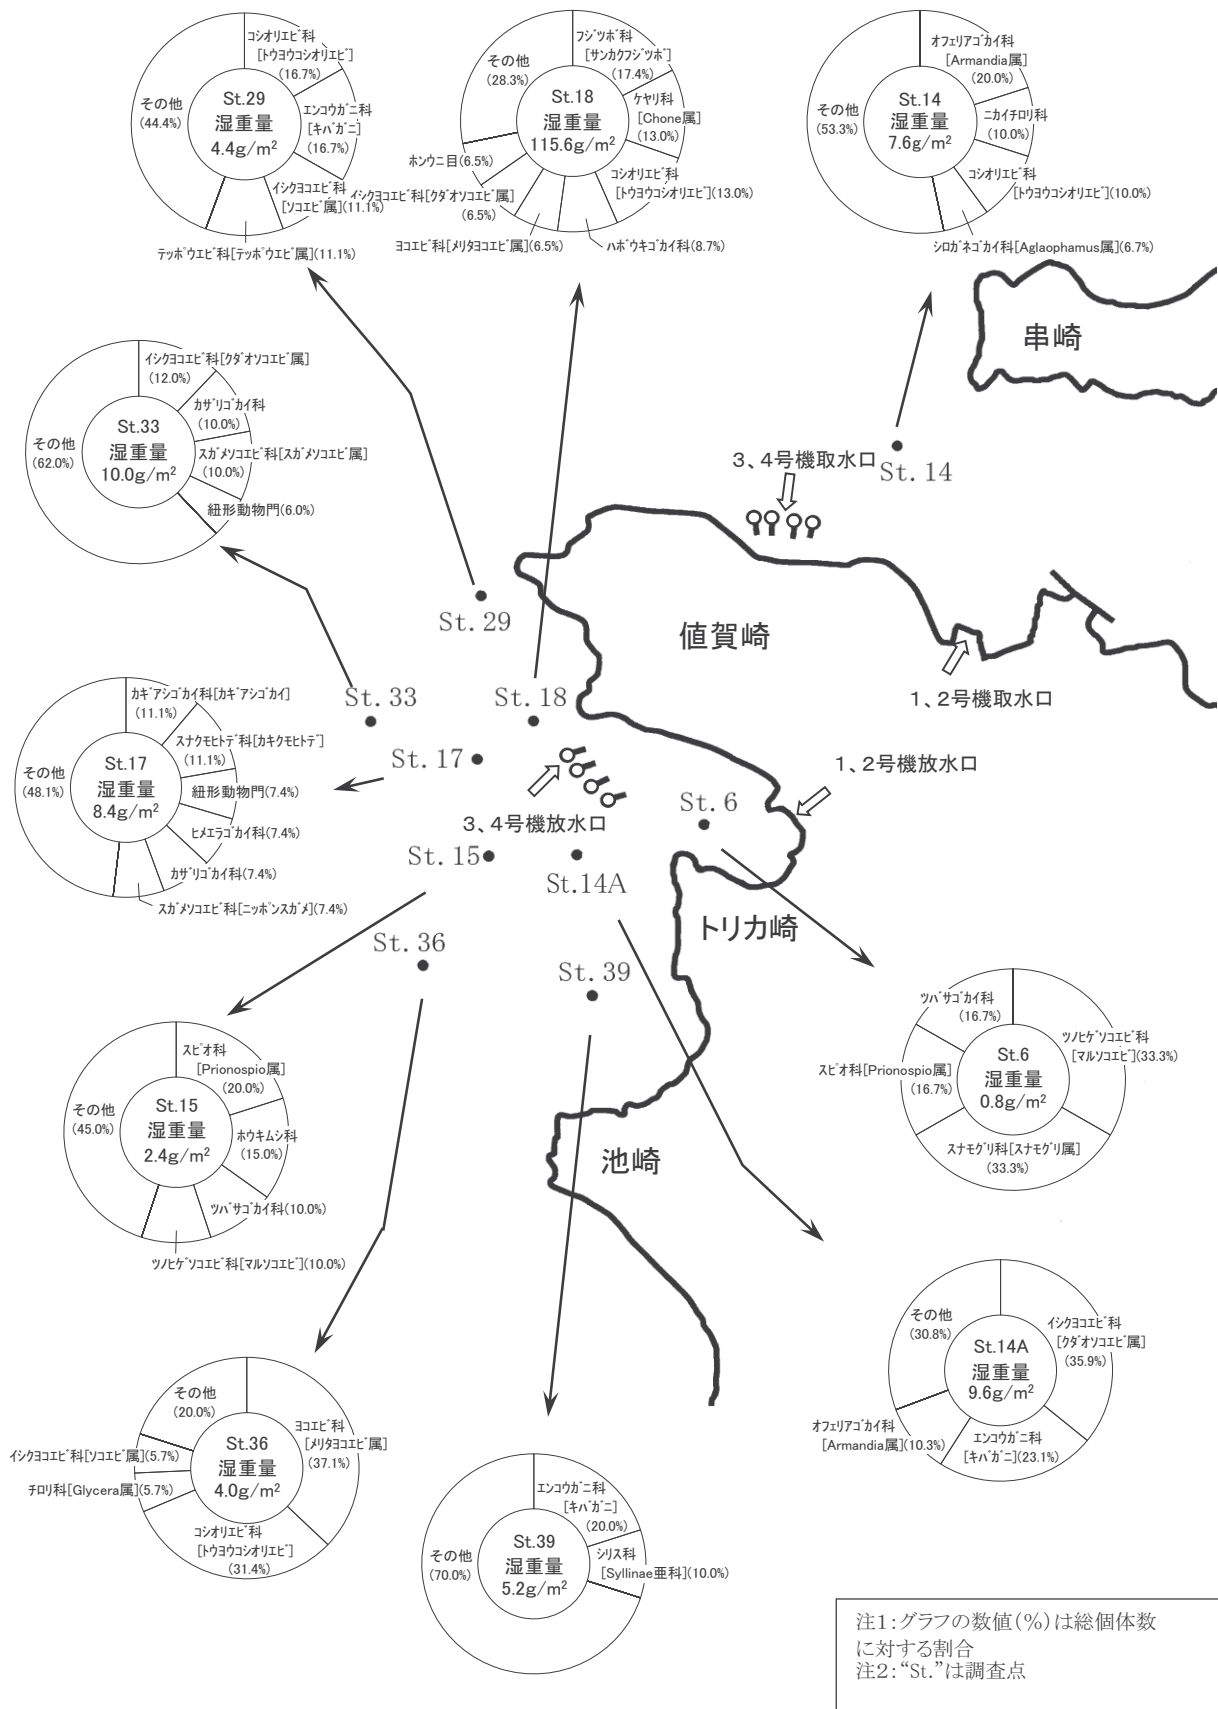 コシオリエビ科
[トウヨウコシオリエビ]
(16.7%)
エンコウガニ科
[キバガニ]
(16.7%)
イシクヨコエビ科
[ソコエビ属](11.1%)
テッポウエビ科[テッポウエビ属](11.1%)
その他
(44.4%)
St.29
湿重量
4.4g/m²
フジツボ科
[サンカクフジツボ]
(17.4%)
ケヤリ科
[Chone属]
(13.0%)
コシオリエビ科
[トウヨウコシオリエビ](13.0%)
ハボウキゴカイ科(8.7%)
ヨコエビ科[メリタヨコエビ属](6.5%)
イシクヨコエビ科[クダオソコエビ属]
(6.5%)
ホンウニ目(6.5%)
その他
(28.3%)
St.18
湿重量
115.6g/m²
オフェリアゴカイ科
[Armandia属]
(20.0%)
ニカイチロリ科
(10.0%)
コシオリエビ科
[トウヨウコシオリエビ](10.0%)
シロガネゴカイ科[Aglaophamus属](6.7%)
その他
(53.3%)
St.14
湿重量
7.6g/m²
串崎
イシクヨコエビ科[クダオソコエビ属]
(12.0%)
カザリゴカイ科
(10.0%)
スガメソコエビ科[スガメソコエビ属]
(10.0%)
紐形動物門(6.0%)
その他
(62.0%)
St.33
湿重量
10.0g/m²
3、4号機取水口
St.14
St.29
値賀崎
1、2号機取水口
St.33
St.18
St.17
1、2号機放水口
3、4号機放水口
St.6
St.15
St.14A
トリカ崎
St.36
St.39
池崎
カギアシゴカイ科[カギアシゴカイ]
(11.1%)
スナクモヒトデ科[カキクモヒトデ]
(11.1%)
紐形動物門(7.4%)
ヒメエラゴカイ科(7.4%)
カザリゴカイ科(7.4%)
スガメソコエビ科[ニッポンスガメ](7.4%)
その他
(48.1%)
St.17
湿重量
8.4g/m²
ツノヒゲソコエビ科
[マルソコエビ](33.3%)
スナモグリ科[スナモグリ属]
(33.3%)
スピオ科[Prionospio属]
(16.7%)
ツバサゴカイ科
(16.7%)
St.6
湿重量
0.8g/m²
スピオ科
[Prionospio属]
(20.0%)
ホウキムシ科
(15.0%)
ツバサゴカイ科(10.0%)
ツノヒゲソコエビ科[マルソコエビ](10.0%)
その他
(45.0%)
St.15
湿重量
2.4g/m²
イシクヨコエビ科
[クダオソコエビ属]
(35.9%)
エンコウガニ科
[キバガニ](23.1%)
オフェリアゴカイ科
[Armandia属](10.3%)
その他
(30.8%)
St.14A
湿重量
9.6g/m²
ヨコエビ科
[メリタヨコエビ属]
(37.1%)
コシオリエビ科
[トウヨウコシオリエビ]
(31.4%)
チロリ科[Glycera属](5.7%)
イシクヨコエビ科[ソコエビ属](5.7%)
その他
(20.0%)
St.36
湿重量
4.0g/m²
エンコウガニ科
[キバガニ]
(20.0%)
シリス科
[Syllinae亜科](10.0%)
その他
(70.0%)
St.39
湿重量
5.2g/m²
注1:グラフの数値(%)は総個体数
に対する割合
注2:“St.”は調査点